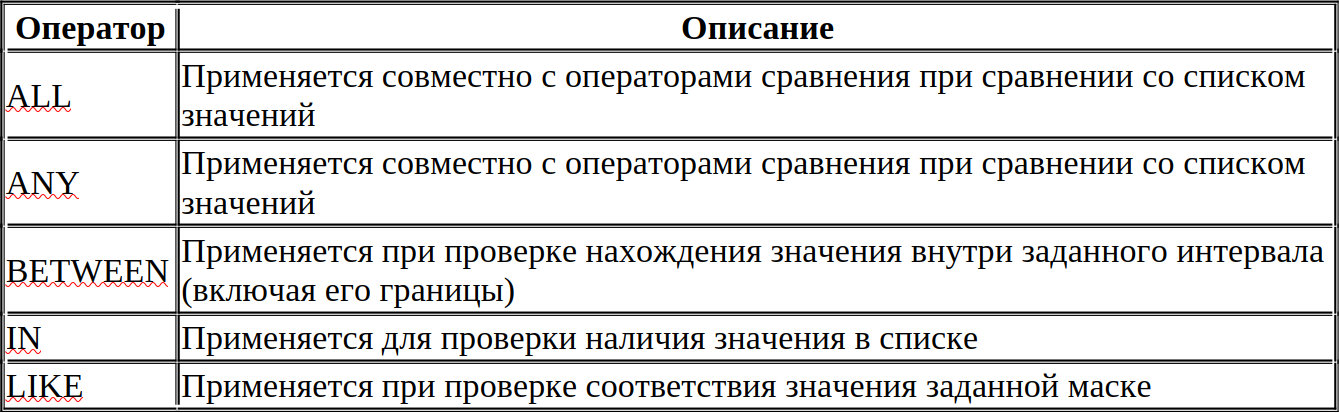 Оператор Описание
ALL
Применяется совместно с операторами сравнения при сравнении со списком
значений
ANY
Применяется совместно с операторами сравнения при сравнении со списком
значений
BETWEEN
Применяется при проверке нахождения значения внутри заданного интервала
(включая его границы)
IN Применяется для проверки наличия значения в списке
LIKE Применяется при проверке соответствия значения заданной маске